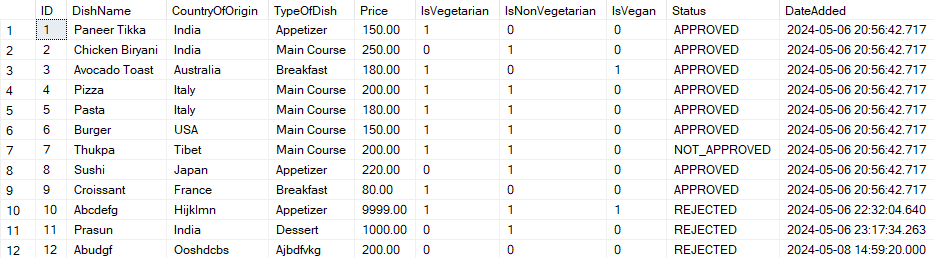 ID DishName CountryOfOrigin TypeOfDish Price IsVegetarian IsNonVegetarian IsVegan Status DateAdded
1 1 Paneer Tikka India Appetizer 150.00 1 0 0 APPROVED 2024-05-06 20:56:42.717
2 2 Chicken Biryani India Main Course 250.00 0 1 0 APPROVED 2024-05-06 20:56:42.717
3 3 Avocado Toast Australia Breakfast 180.00 1 0 1 APPROVED 2024-05-06 20:56:42.717
4 4 Pizza Italy Main Course 200.00 1 1 0 APPROVED 2024-05-06 20:56:42.717
5 5 Pasta Italy Main Course 180.00 1 1 0 APPROVED 2024-05-06 20:56:42.717
6 6 Burger USA Main Course 150.00 1 1 0 APPROVED 2024-05-06 20:56:42.717
7 7 Thukpa Tibet Main Course 200.00 1 1 0 NOT_APPROVED 2024-05-06 20:56:42.717
8 8 Sushi Japan Appetizer 220.00 0 1 0 APPROVED 2024-05-06 20:56:42.717
9 9 Croissant France Breakfast 80.00 1 0 0 APPROVED 2024-05-06 20:56:42.717
10 10 Abcdefg Hijklmn Appetizer 9999.00 1 1 1 REJECTED 2024-05-06 22:32:04.640
11 11 Prasun India Dessert 1000.00 0 1 0 REJECTED 2024-05-06 23:17:34.263
12 12 Abudgf Ooshdcbs Ajbdfvkg 200.00 0 0 0 REJECTED 2024-05-08 14:59:20.000